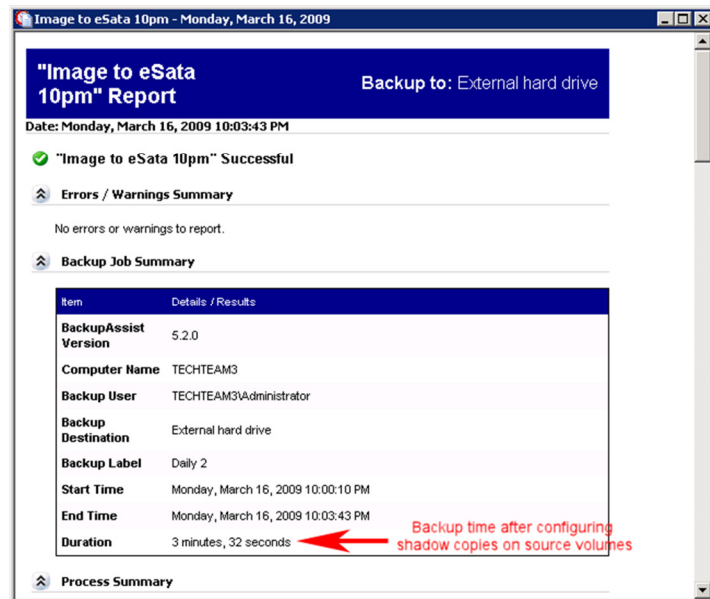 Image to eSata 10pm - Monday, March 16, 2009
"Image to eSata
10pm" Report
Backup to: External hard drive
Date: Monday, March 16, 2009 10:03:43 PM
"Image to eSata 10pm" Successful
Errors / Warnings Summary
No errors or warnings to report.
Backup Job Summary
Item Details / Results
BackupAssist
Version 5.2.0
Computer Name TECHTEAM3
Backup User TECHTEAM3\Administrator
Backup
Destination External hard drive
Backup Label Daily 2
Start Time Monday, March 16, 2009 10:00:10 PM
End Time Monday, March 16, 2009 10:03:43 PM
Duration 3 minutes, 32 seconds
Backup time after configuring
shadow copies on source volumes
Process Summary